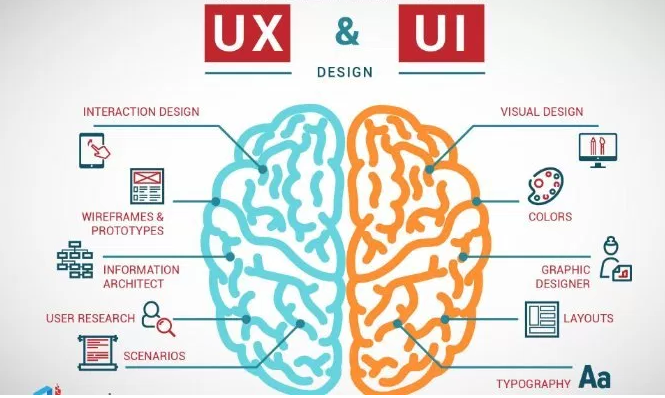 UX & UI
DESIGN
INTERACTION DESIGN
WIREFRAMES &
PROTOTYPES
INFORMATION
ARCHITECT
USER RESEARCH
SCENARIOS
VISUAL DESIGN
COLORS
GRAPHIC
DESIGNER
LAYOUTS
TYPOGRAPHY Aa